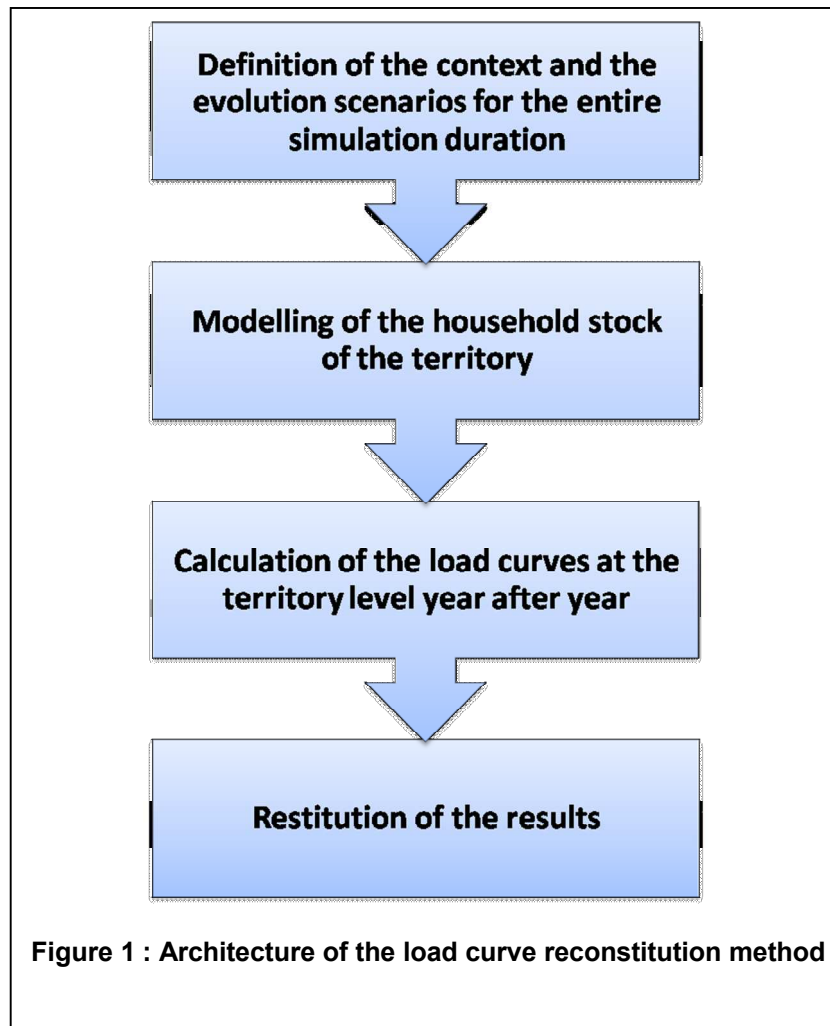 Definition of the context and the
evolution scenarios for the entire
simulation duration
Modelling of the household stock
of the territory
Calculation of the load curves at the
territory level year after year
Restitution of the results
Figure 1 : Architecture of the load curve reconstitution method